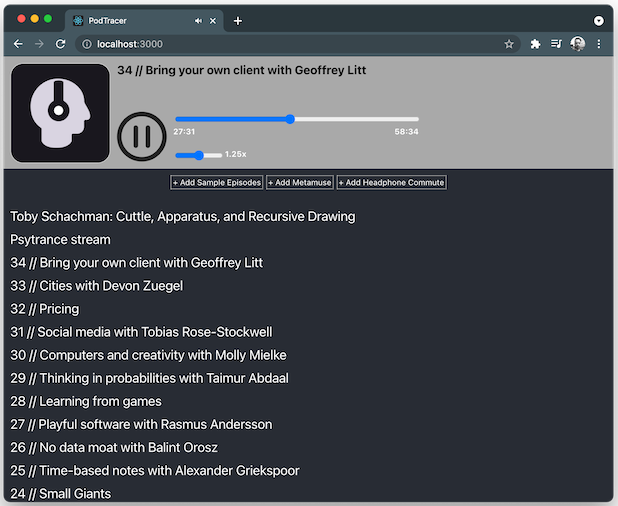 PodTracer
localhost:3000
34 // Bring your own client with Geoffrey Litt
27:31 58:34
1.25x
+ Add Sample Episodes + Add Metamuse + Add Headphone Commute
Toby Schachman: Cuttle, Apparatus, and Recursive Drawing
Psytrance stream
34 // Bring your own client with Geoffrey Litt
33 // Cities with Devon Zuegel
32 // Pricing
31 // Social media with Tobias Rose-Stockwell
30 // Computers and creativity with Molly Mielke
29 // Thinking in probabilities with Taimur Abdaal
28 // Learning from games
27 // Playful software with Rasmus Andersson
26 // No data moat with Balint Orosz
25 // Time-based notes with Alexander Griekspoor
24 // Small Giants